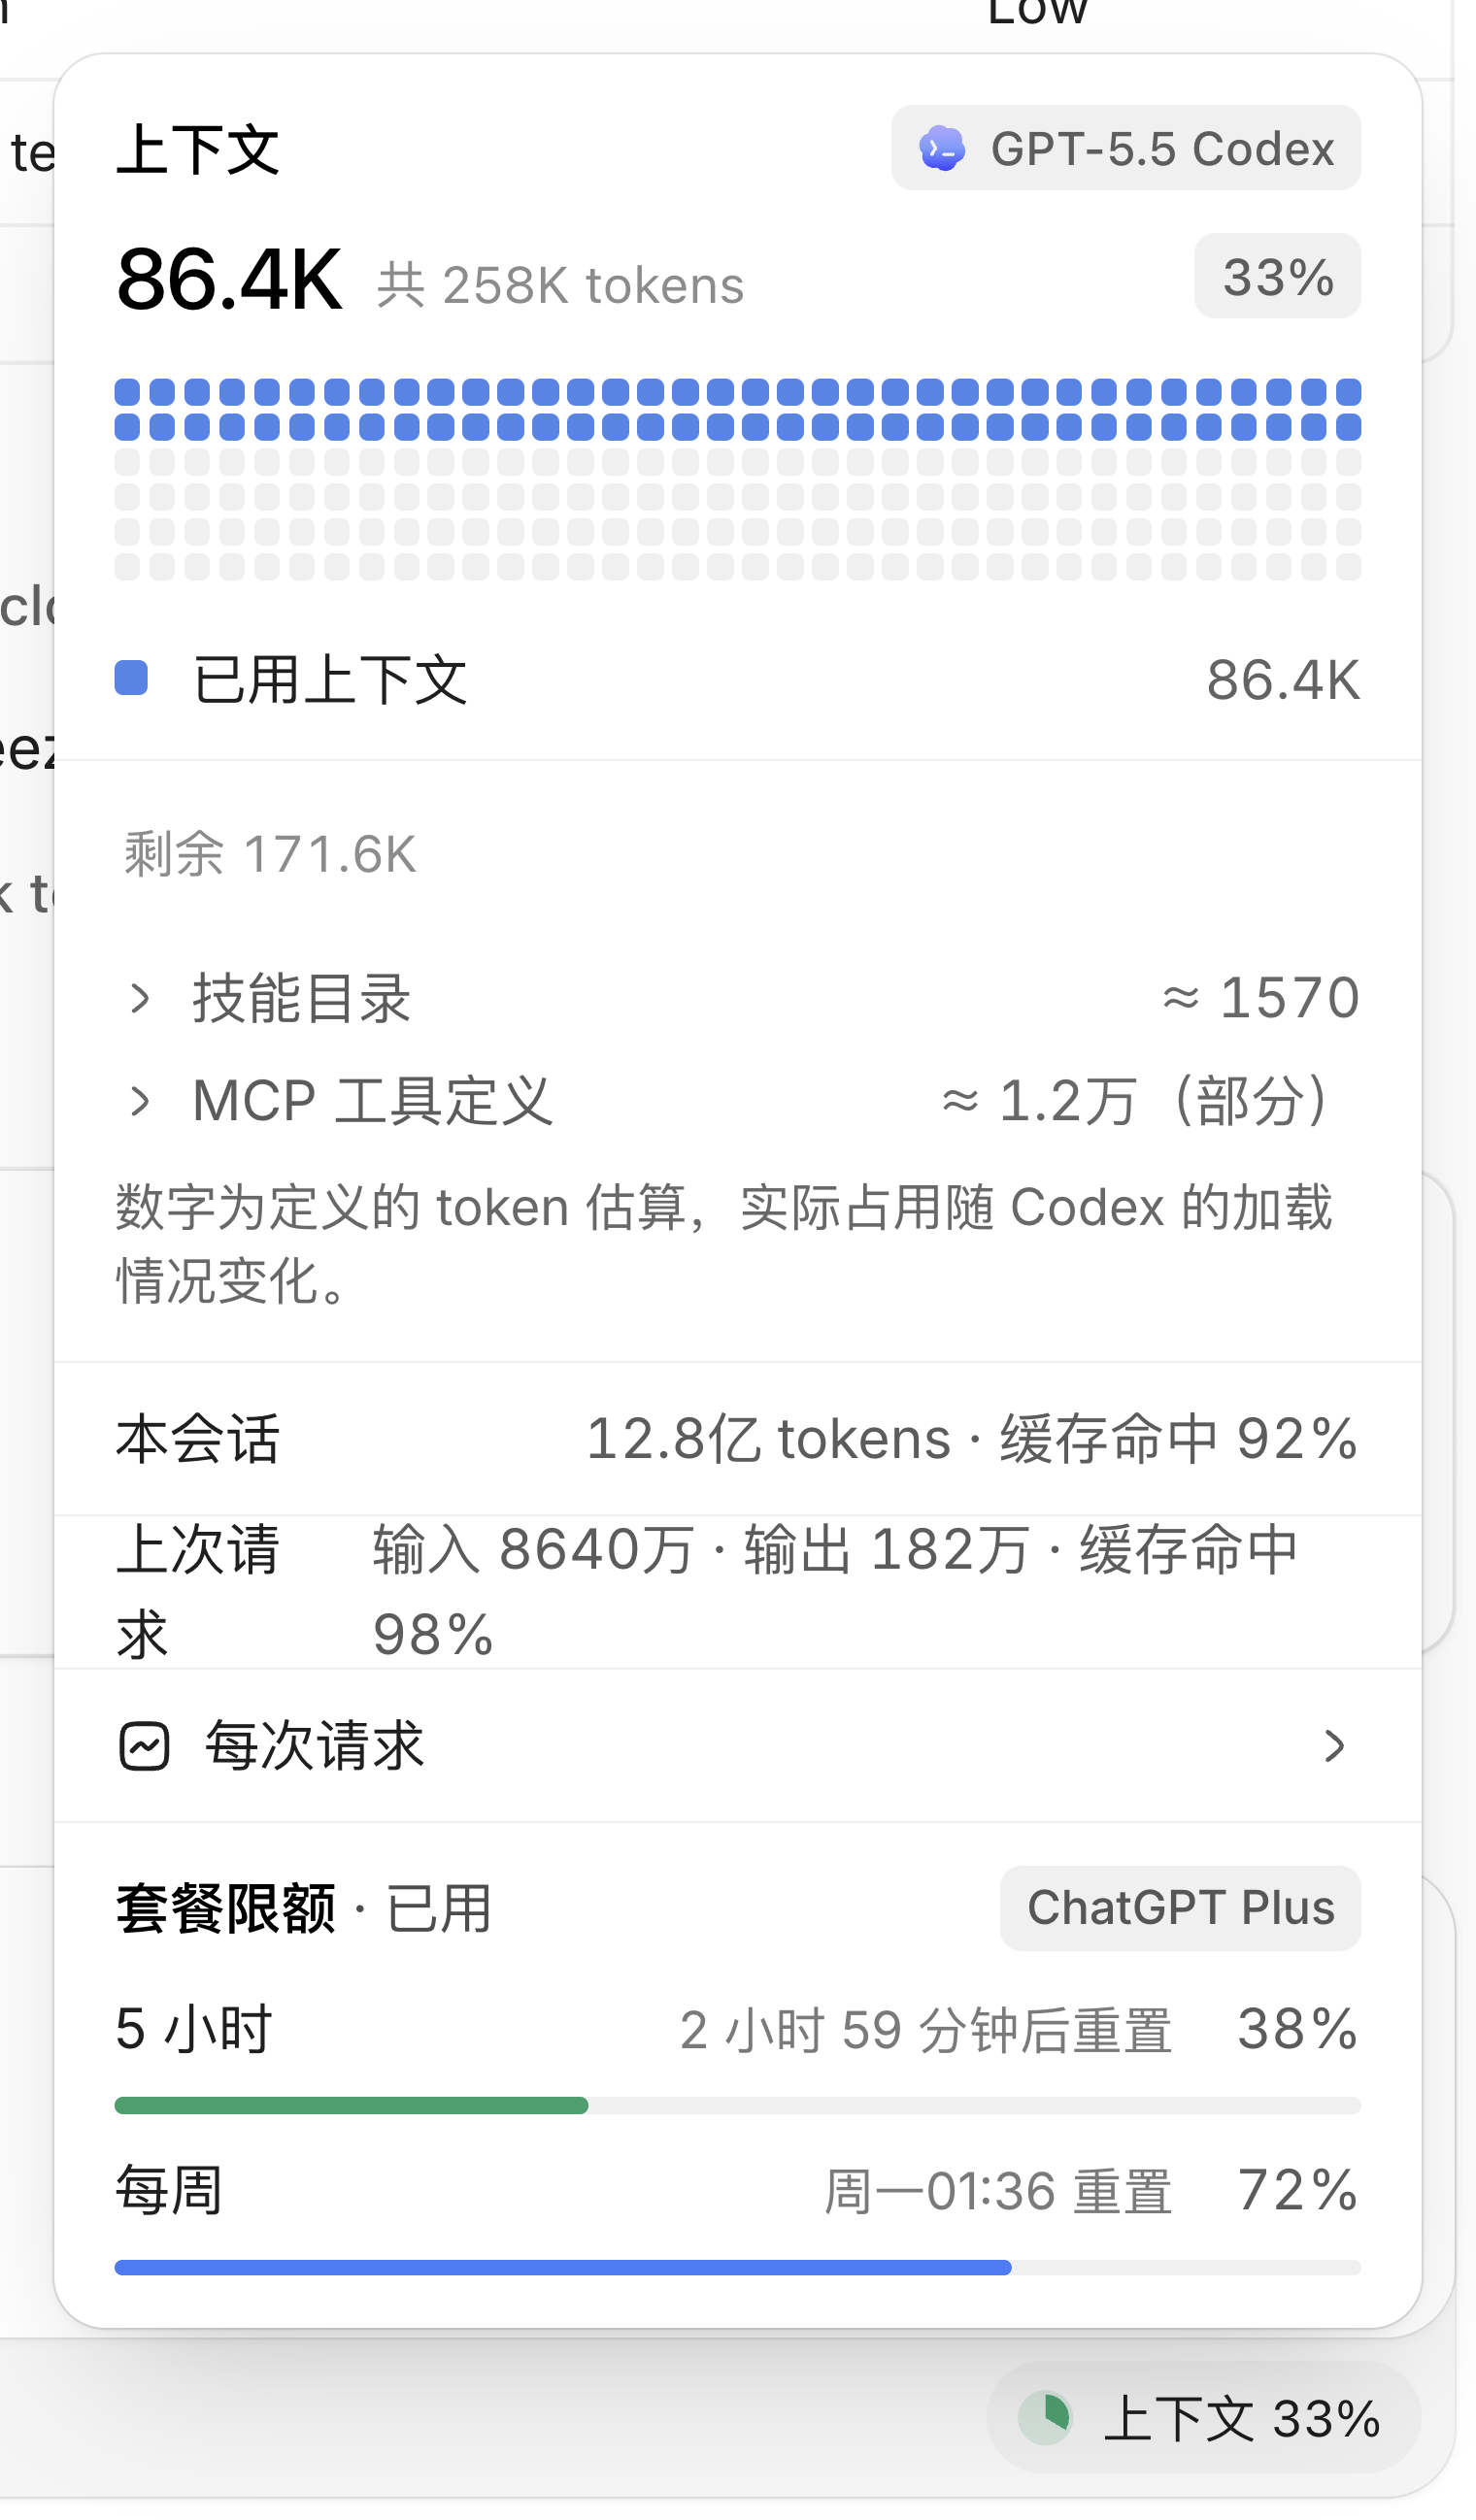 Low
上下文
GPT-5.5 Codex
86.4K 共 258K tokens
33%
已用上下文 86.4K
剩余 171.6K
技能目录 ≈ 1570
MCP 工具定义 ≈ 1.2万（部分）
数字为定义的 token 估算，实际占用随 Codex 的加载
情况变化。
本会话 12.8亿 tokens · 缓存命中 92%
上次请
求
输入 8640万 · 输出 182万 · 缓存命中
98%
每次请求
套餐限额 · 已用
ChatGPT Plus
5 小时 2 小时 59 分钟后重置 38%
每周 周一01:36 重置 72%
上下文 33%